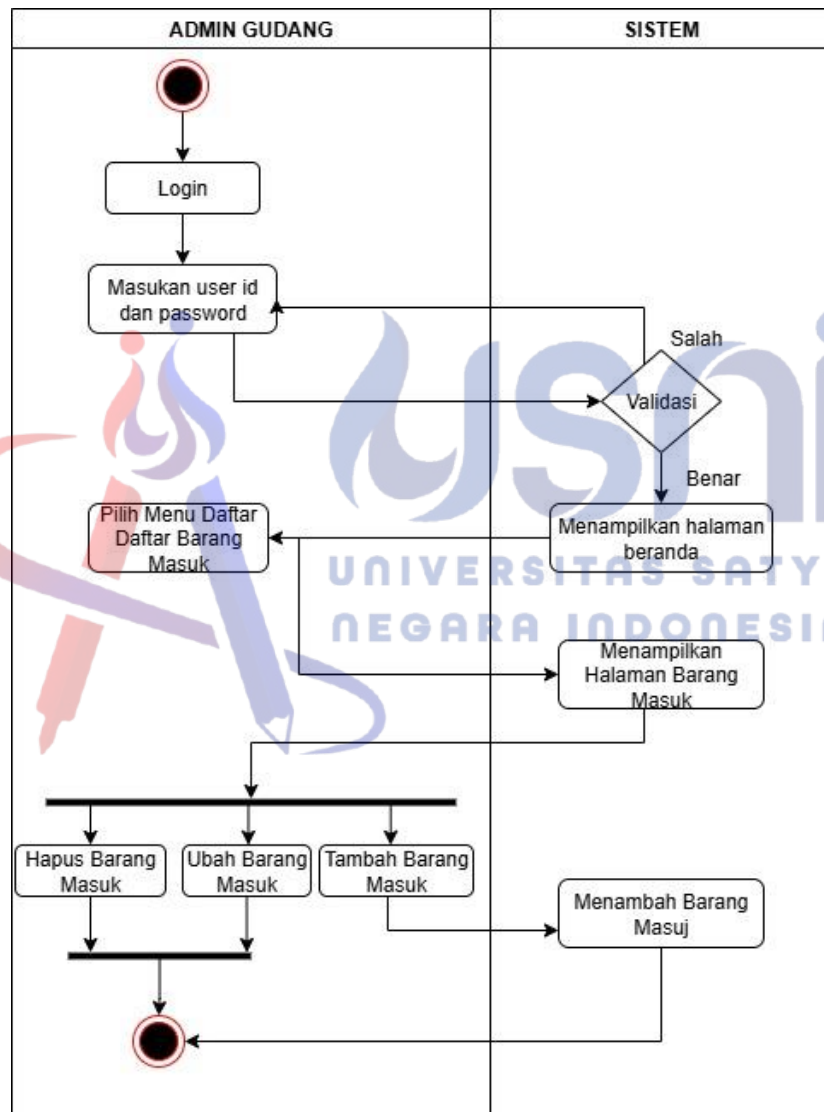 ADMIN GUDANG
SISTEM
Login
Masukan user id
dan password
Salah
Validasi
Benar
Pilih Menu Daftar
Daftar Barang
Masuk
Menampilkan halaman
beranda
usni
UNIVERSITAS SATY
NEGARA INDONESIA
Menampilkan
Halaman Barang
Masuk
Hapus Barang
Masuk
Ubah Barang
Masuk
Tambah Barang
Masuk
Menambah Barang
Masuj